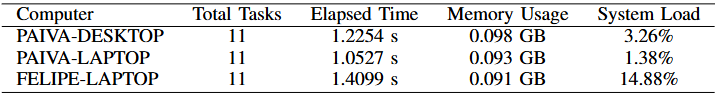 Computer Total Tasks Elapsed Time Memory Usage System Load
PAIVA-DESKTOP 11 1.2254 s 0.098 GB 3.26%
PAIVA-LAPTOP 11 1.0527 s 0.093 GB 1.38%
FELIPE-LAPTOP 11 1.4099 s 0.091 GB 14.88%